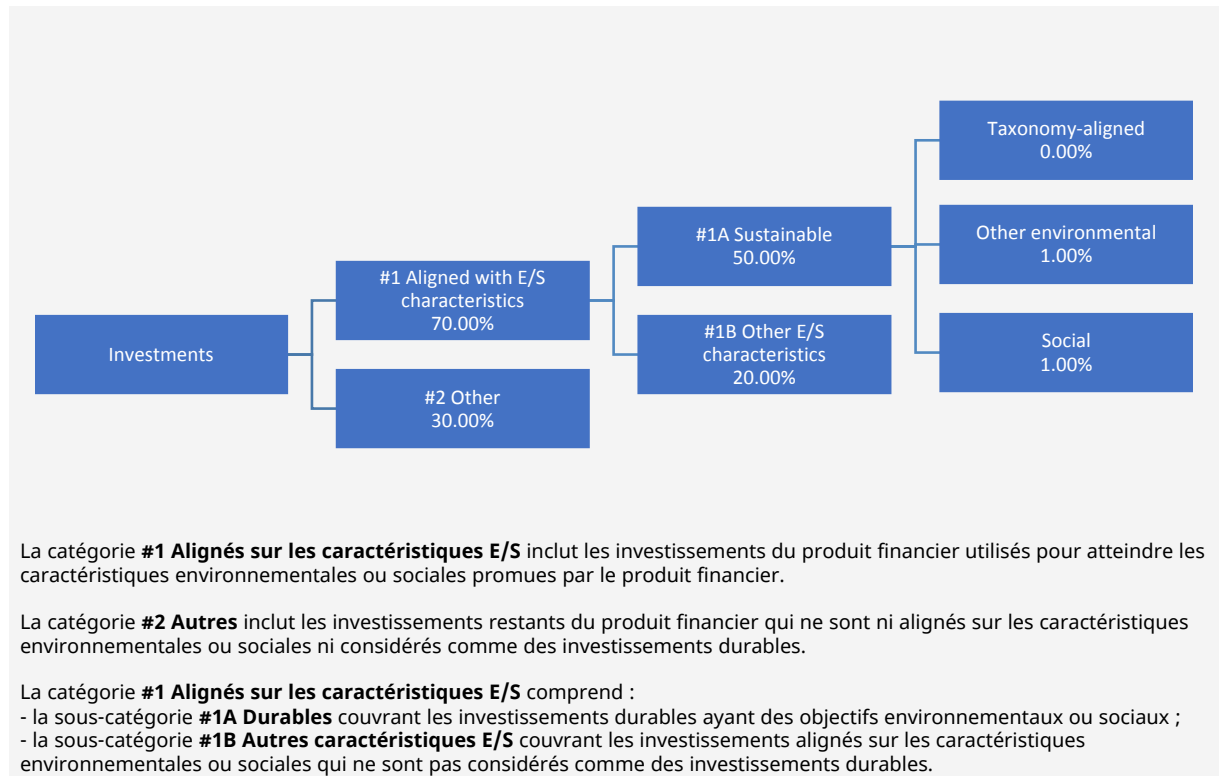 Investments
#1 Aligned with E/S
characteristics
70.00%
#2 Other
30.00%
#1A Sustainable
50.00%
#1B Other E/S
characteristics
20.00%
Taxonomy-aligned
0.00%
Other environmental
1.00%
Social
1.00%
La catégorie #1 Alignés sur les caractéristiques E/S inclut les investissements du produit financier utilisés pour atteindre les
caractéristiques environnementales ou sociales promues par le produit financier.
La catégorie #2 Autres inclut les investissements restants du produit financier qui ne sont ni alignés sur les caractéristiques
environnementales ou sociales ni considérés comme des investissements durables.
La catégorie #1 Alignés sur les caractéristiques E/S comprend :
- la sous-catégorie #1A Durables couvrant les investissements durables ayant des objectifs environnementaux ou sociaux ;
- la sous-catégorie #1B Autres caractéristiques E/S couvrant les investissements alignés sur les caractéristiques
environnementales ou sociales qui ne sont pas considérés comme des investissements durables.